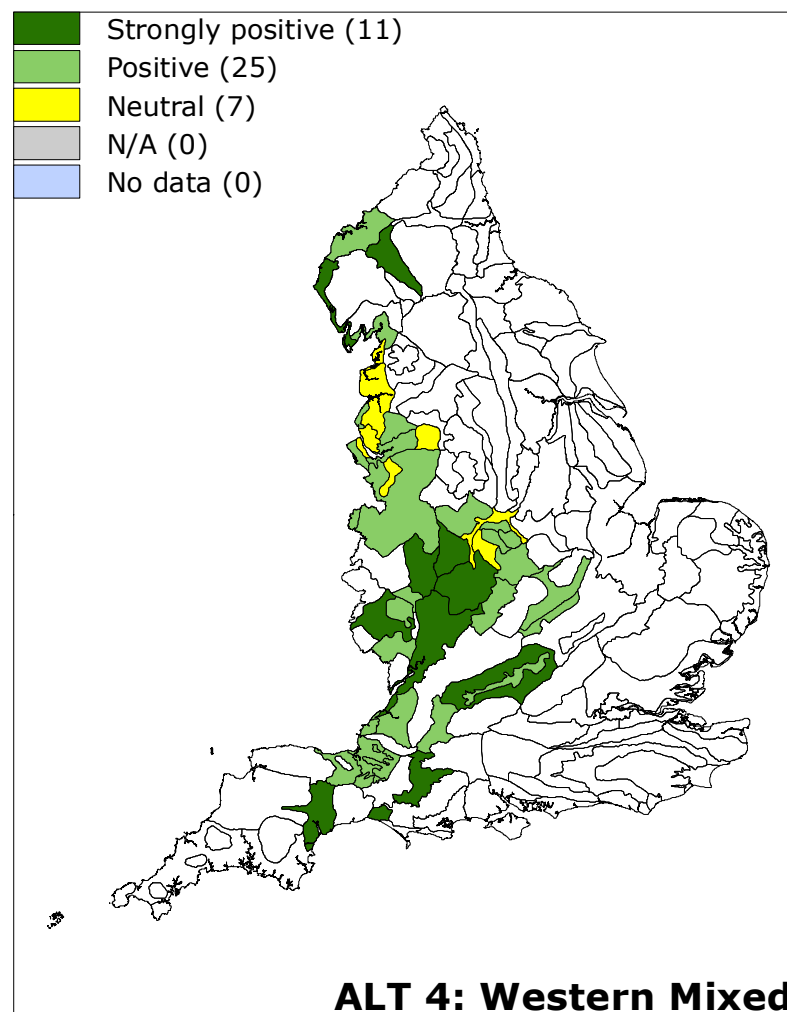 Strongly positive (11)
Positive (25)
Neutral (7)
N/A (0)
No data (0)
ALT 4: Western Mixed